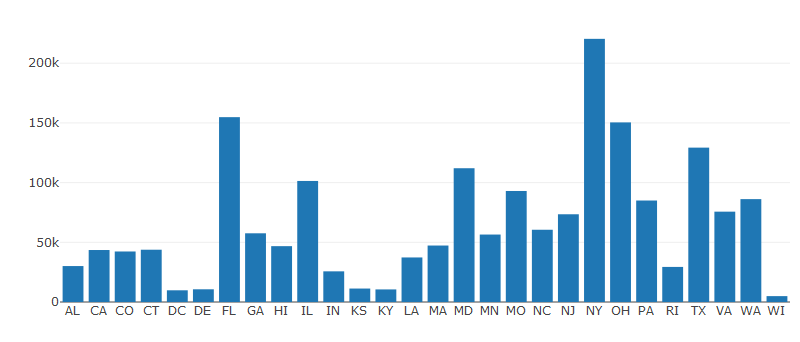 200k
150k
100k
50k
0
AL CA CO CT DC DE FL GA HI IL IN KS KY LA MA MD MN MO NC NJ NY OH PA RI TX VA WA WI